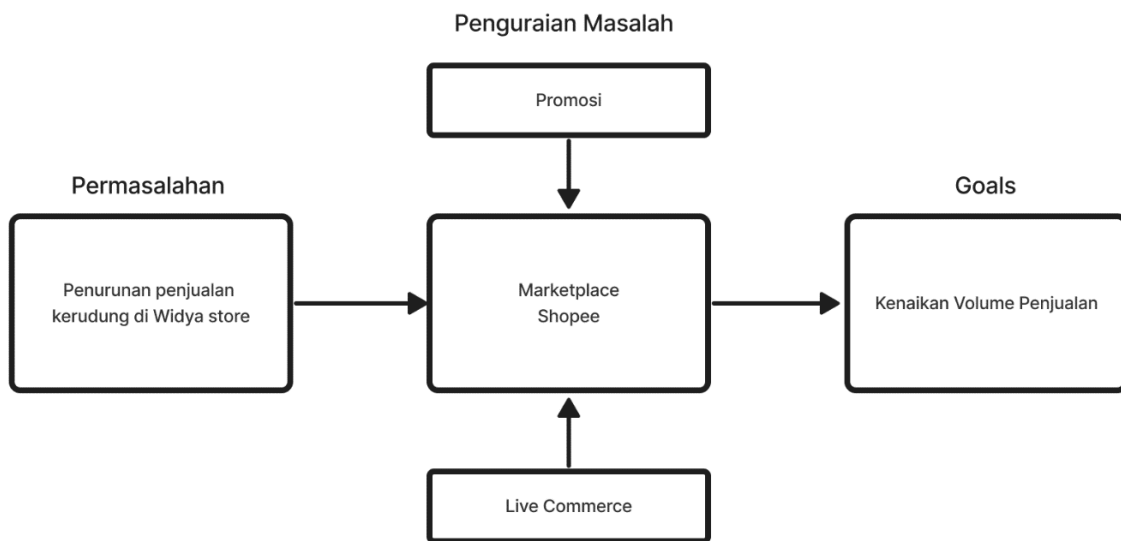 Penguraian Masalah
Promosi
Permasalahan
Goals
Penurunan penjualan
kerudung di Widya store
Marketplace
Shopee
Kenaikan Volume Penjualan
Live Commerce